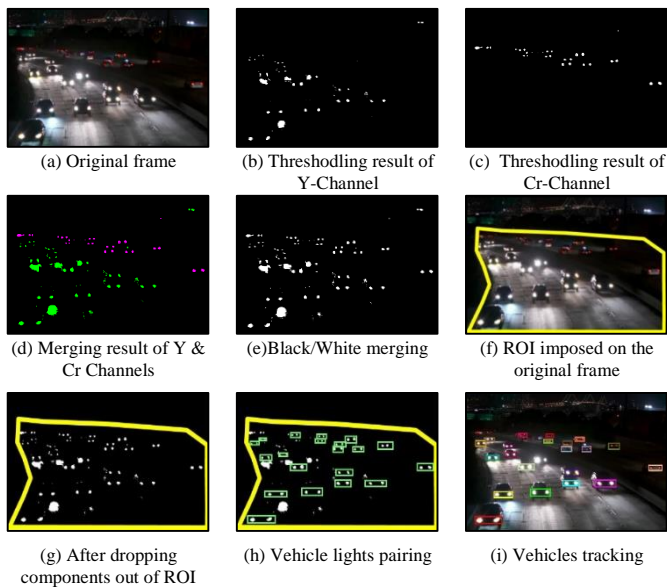 (a) Original frame
(b) Threshodling result of
Y-Channel
(c) Threshodling result of
Cr-Channel
(d) Merging result of Y &
Cr Channels
(e)Black/White merging
(f) ROI imposed on the
original frame
(g) After dropping
components out of ROI
(h) Vehicle lights pairing
(i) Vehicles tracking